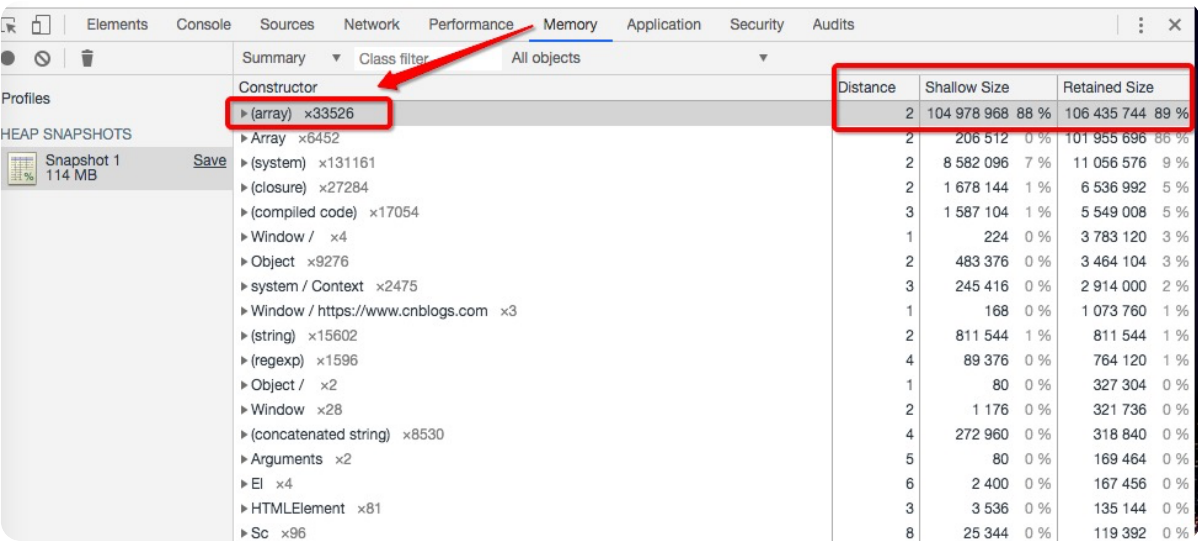 Elements Console Sources Network Performance Memory Application Security Audits
Summary ▼ Class filter All objects ▼
Profiles
HEAP SNAPSHOTS
Snapshot 1 Save
114 MB
Constructor Distance Shallow Size Retained Size
(array) ×33526 2 104 978 968 88 % 106 435 744 89 %
Array ×6452 2 206 512 0 % 101 955 696 86 %
(system) ×131161 2 8 582 096 7 % 11 056 576 9 %
(closure) ×27284 2 1 678 144 1 % 6 536 992 5 %
(compiled code) ×17054 3 1 587 104 1 % 5 549 008 5 %
Window / ×4 1 224 0 % 3 783 120 3 %
Object ×9276 2 483 376 0 % 3 464 104 3 %
system / Context ×2475 3 245 416 0 % 2 914 000 2 %
Window / https://www.cnblogs.com ×3 1 168 0 % 1 073 760 1 %
(string) ×15602 2 811 544 1 % 811 544 1 %
(regexp) ×1596 4 89 376 0 % 764 120 1 %
Object / ×2 1 80 0 % 327 304 0 %
Window ×28 2 1 176 0 % 321 736 0 %
(concatenated string) ×8530 4 272 960 0 % 318 840 0 %
Arguments ×2 5 80 0 % 169 464 0 %
El ×4 6 2 400 0 % 167 456 0 %
HTMLElement ×81 3 3 536 0 % 135 144 0 %
Sc ×96 8 25 344 0 % 119 392 0 %